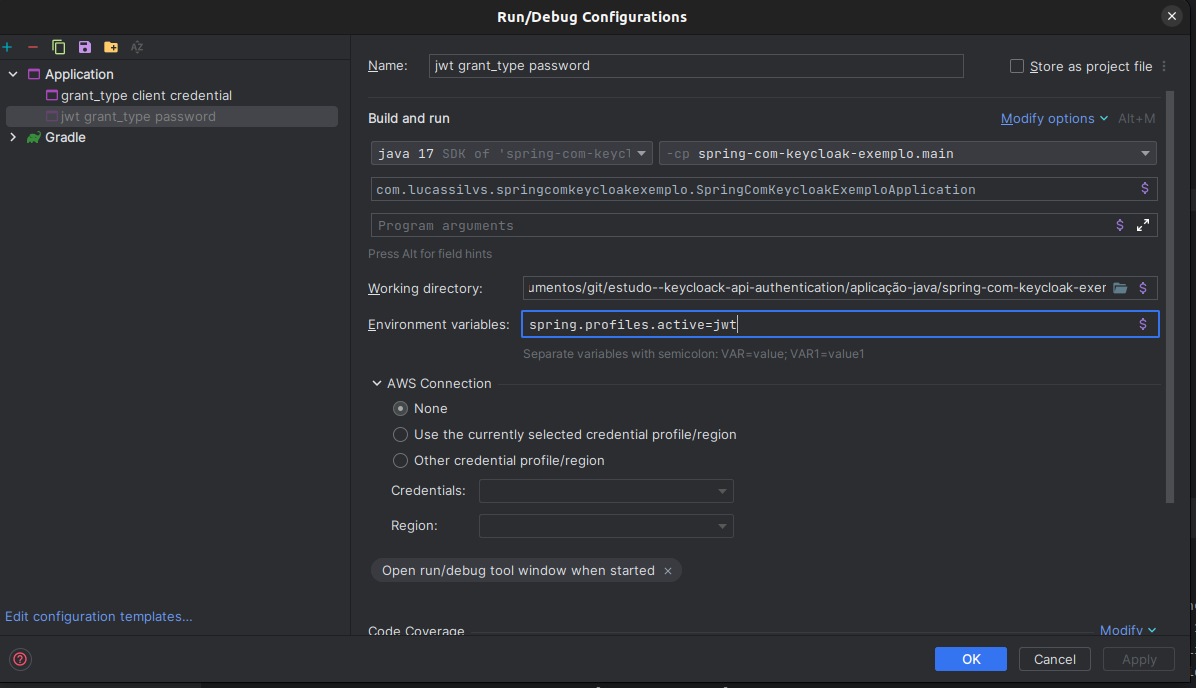 Run/Debug Configurations
Application
grant_type client credential
jwt grant_type password
Gradle
Edit configuration templates...
Name: jwt grant_type password Store as project file
Build and run Modify options Alt+M
java 17 SDK of 'spring-com-keycl -cp spring-com-keycloak-exemplo.main
com.lucassilvs.springcomkeycloakexemplo.SpringComKeycloakExemploApplication
Program arguments
Press Alt for field hints
Working directory: umentos/git/estudo--keycloack-api-authentication/aplicação-java/spring-com-keycloak-exer
Environment variables: spring.profiles.active=jwt
Separate variables with semicolon: VAR=value; VAR1=value1
AWS Connection
None
Use the currently selected credential profile/region
Other credential profile/region
Credentials:
Region:
Open run/debug tool window when started ×
Code Coverage Modify
OK Cancel Apply